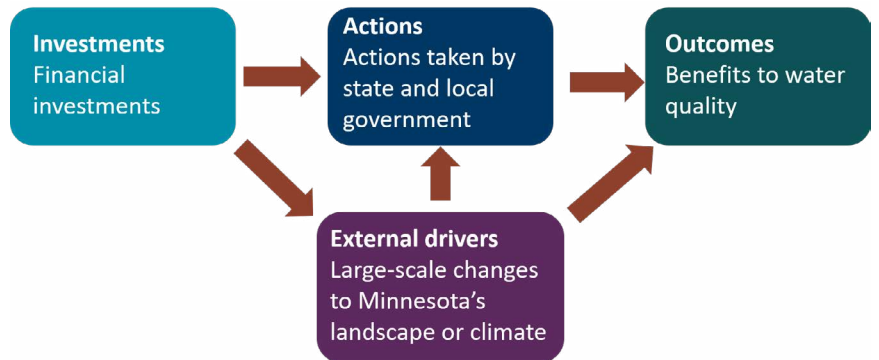 Investments
Financial
investments
Actions
Actions taken by
state and local
government
Outcomes
Benefits to water
quality
External drivers
Large-scale changes
to Minnesota’s
landscape or climate